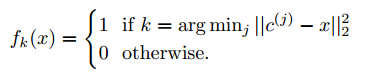 f_k(x) = { 1 if k = arg min_j ||c^(j) − x||_2^2
0 otherwise.